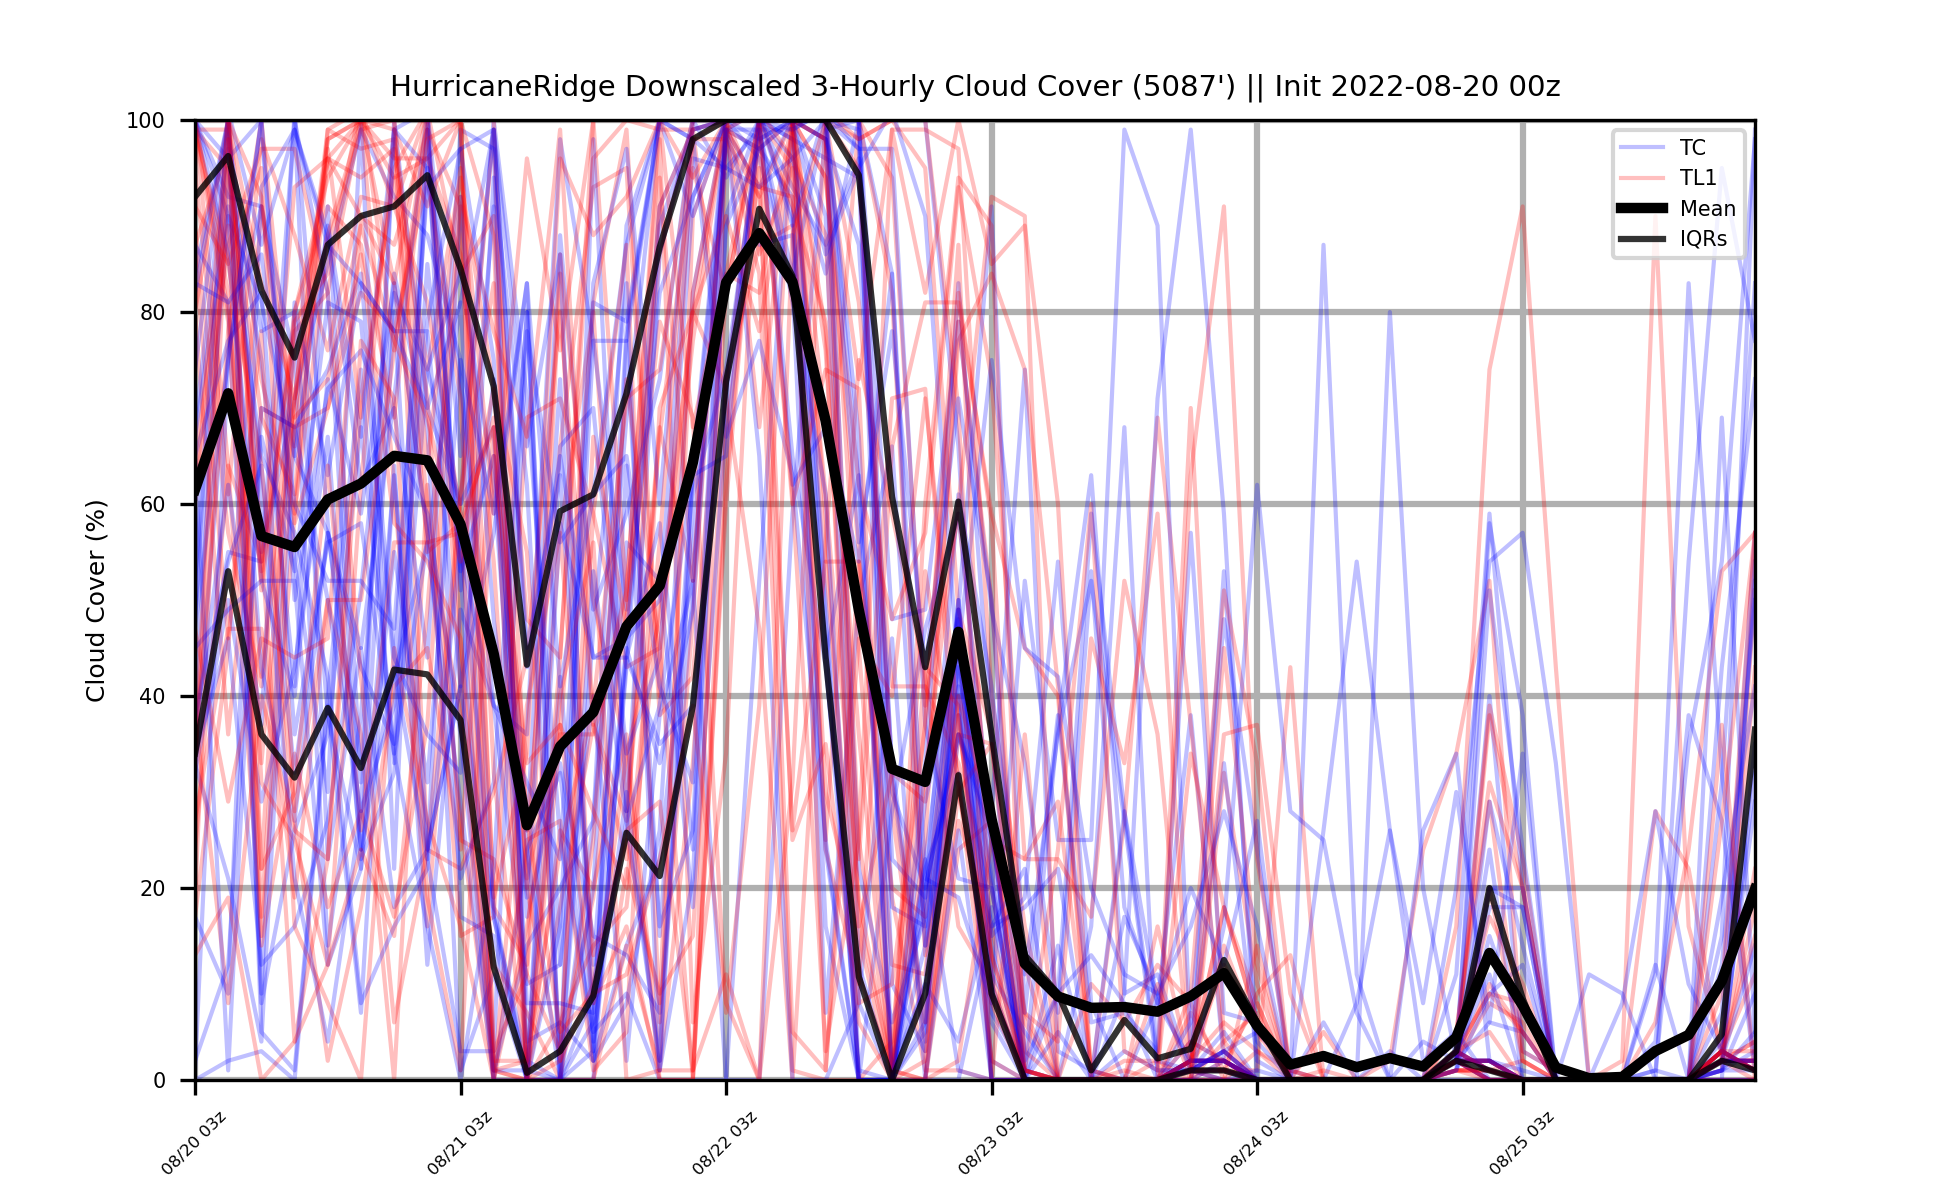 HurricaneRidge Downscaled 3-Hourly Cloud Cover (5087') || Init 2022-08-20 00z
TC
TL1
Mean
IQRs
Cloud Cover (%)
100
80
60
40
20
0
08/20 03z
08/21 03z
08/22 03z
08/23 03z
08/24 03z
08/25 03z